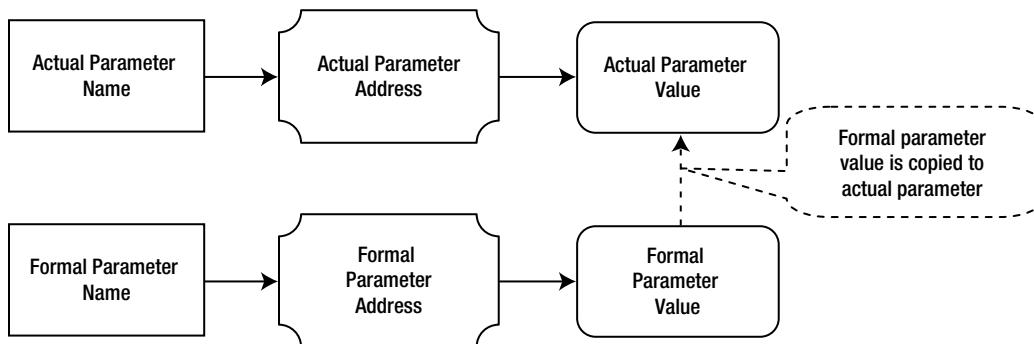 Actual Parameter
Name
Actual Parameter
Address
Actual Parameter
Value
Formal parameter
value is copied to
actual parameter
Formal Parameter
Name
Formal
Parameter
Address
Formal
Parameter
Value